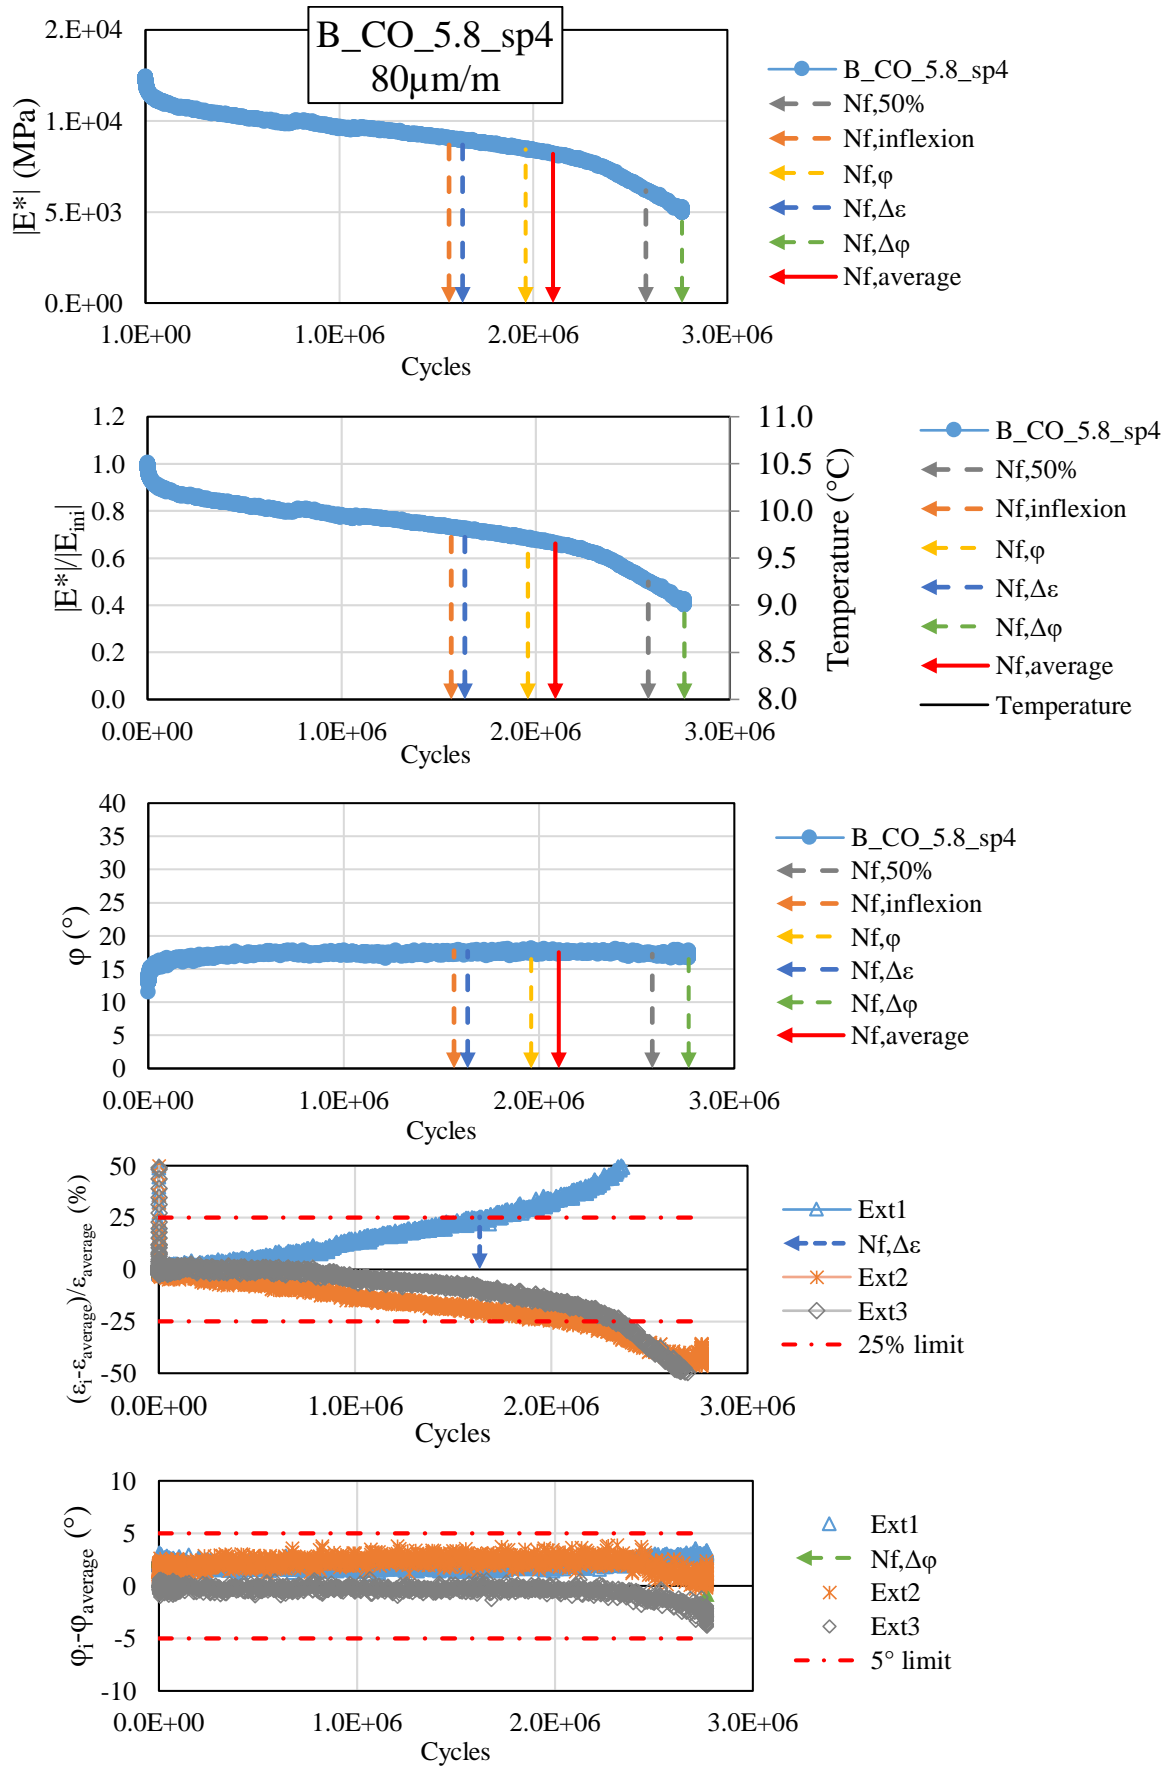 B_CO_5.8_sp4
80µm/m
2.E+04
1.E+04
5.E+03
0.E+00
|E*| (MPa)
1.0E+00 1.0E+06 2.0E+06 3.0E+06
Cycles
B_CO_5.8_sp4
Nf,50%
Nf,inflexion
Nf,φ
Nf,Δε
Nf,Δφ
Nf,average
1.2
1.0
0.8
0.6
0.4
0.2
0.0
|E*|/|E_ini|
11.0
10.5
10.0
9.5
9.0
8.5
8.0
Temperature (°C)
0.0E+00 1.0E+06 2.0E+06 3.0E+06
Cycles
B_CO_5.8_sp4
Nf,50%
Nf,inflexion
Nf,φ
Nf,Δε
Nf,Δφ
Nf,average
Temperature
40
35
30
25
20
15
10
5
0
φ (°)
0.0E+00 1.0E+06 2.0E+06 3.0E+06
Cycles
B_CO_5.8_sp4
Nf,50%
Nf,inflexion
Nf,φ
Nf,Δε
Nf,Δφ
Nf,average
50
25
0
-25
-50
(ε_i-ε_average)/ε_average (%)
0.0E+00 1.0E+06 2.0E+06 3.0E+06
Cycles
Ext1
Nf,Δε
Ext2
Ext3
25% limit
10
5
0
-5
-10
φ_i-φ_average (°)
0.0E+00 1.0E+06 2.0E+06 3.0E+06
Cycles
Ext1
Nf,Δφ
Ext2
Ext3
5° limit